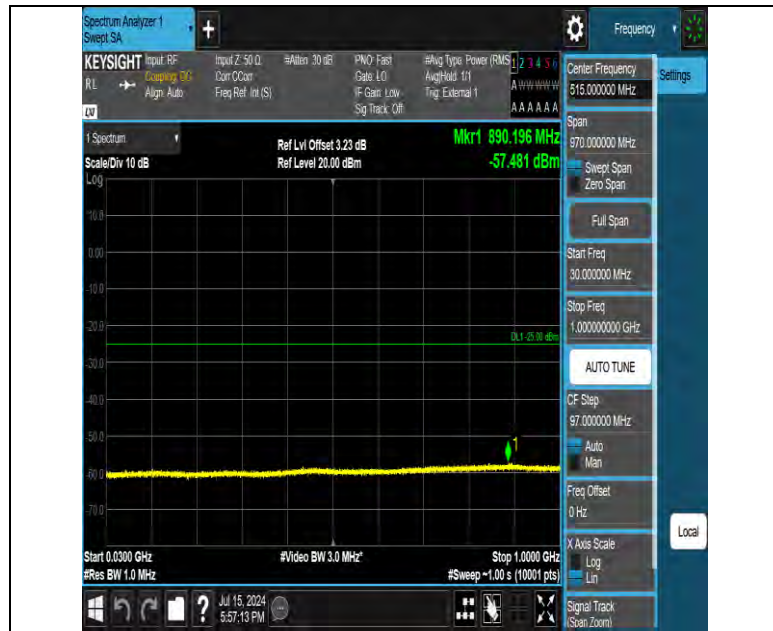 Spectrum Analyzer 1
Swept SA
+
Frequency
KEYSIGHT
RL
Input: RF
Coupling: DC
Align: Auto
Input Z: 50 Ω
Corr CCorr
Freq Ref: Int (S)
#Atten: 30 dB
PNO: Fast
Gate: LO
IF Gain: Low
Sig Track: Off
#Avg Type: Power (RMS
Avg|Hold: 1/1
Trig: External 1
1 2 3 4 5 6
A W W W W W
A A A A A A
Settings
1 Spectrum
Scale/Div 10 dB
Log
Ref Lvl Offset 3.23 dB
Ref Level 20.00 dBm
Mkr1 890.196 MHz
-57.481 dBm
10.0
0.00
-10.0
-20.0
-30.0
-40.0
-50.0
-60.0
-70.0
DL1 -25.00 dBm
1
Start 0.0300 GHz
#Res BW 1.0 MHz
#Video BW 3.0 MHz*
Stop 1.0000 GHz
#Sweep ~1.00 s (10001 pts)
Center Frequency
515.000000 MHz
Span
970.000000 MHz
Swept Span
Zero Span
Full Span
Start Freq
30.000000 MHz
Stop Freq
1.000000000 GHz
AUTO TUNE
CF Step
97.000000 MHz
Auto
Man
Freq Offset
0 Hz
X Axis Scale
Log
Lin
Signal Track
(Span Zoom)
Local
?
Jul 15, 2024
5:57:13 PM